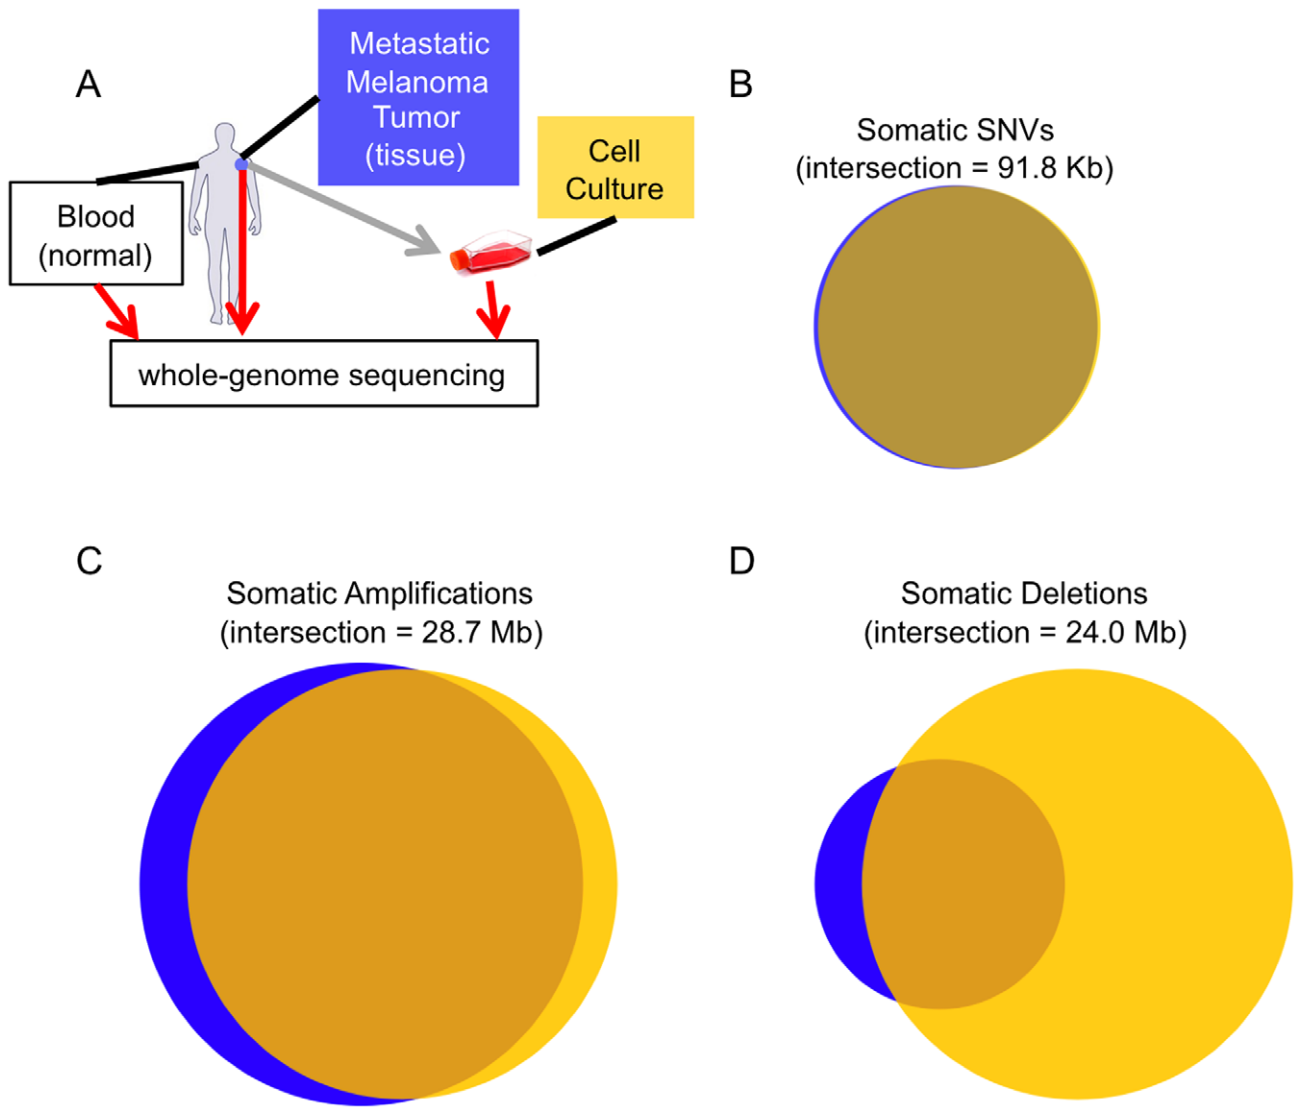 A
Metastatic
Melanoma
Tumor
(tissue)
Cell
Culture
Blood
(normal)
whole-genome sequencing
B
Somatic SNVs
(intersection = 91.8 Kb)
C
Somatic Amplifications
(intersection = 28.7 Mb)
D
Somatic Deletions
(intersection = 24.0 Mb)